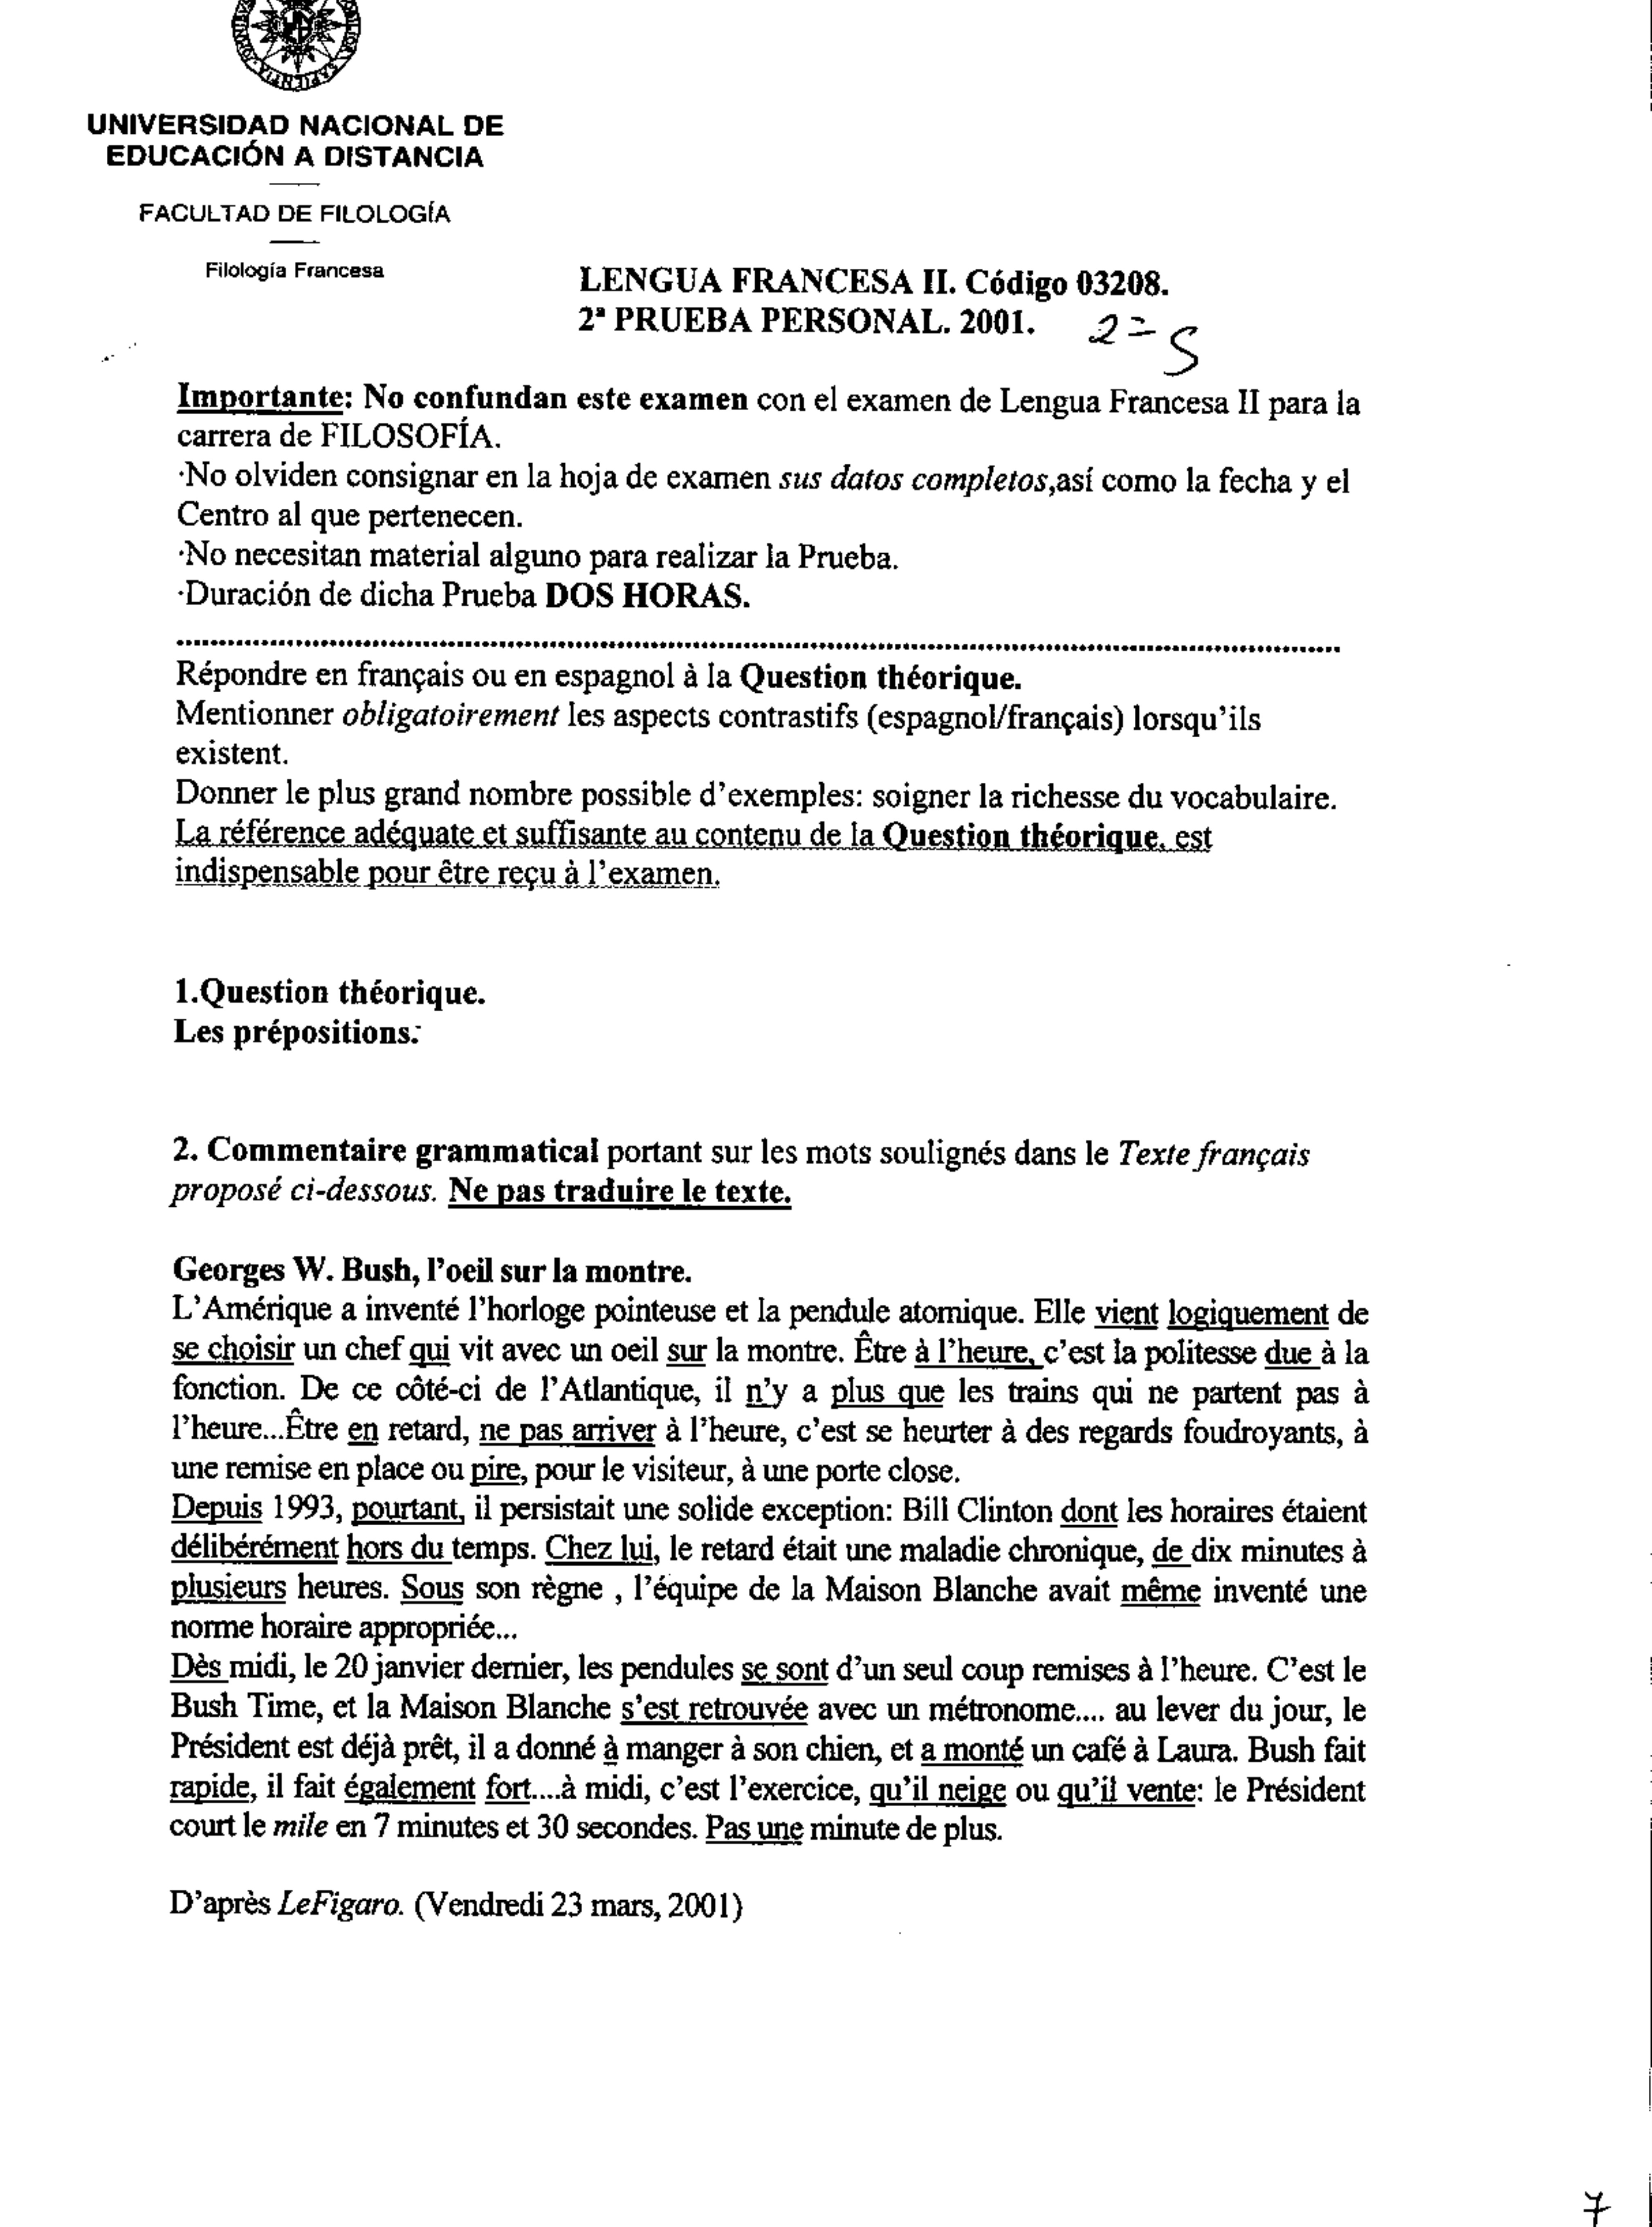 UNIVERSIDAD NACIONAL DE
EDUCACIÓN A DISTANCIA
FACULTAD DE FILOLOGÍA
Filología Francesa
LENGUA FRANCESA II. Código 03208.
2ª PRUEBA PERSONAL. 2001.
2ª S
Importante: No confundan este examen con el examen de Lengua Francesa II para la
carrera de FILOSOFÍA.
·No olviden consignar en la hoja de examen sus datos completos,así como la fecha y el
Centro al que pertenecen.
·No necesitan material alguno para realizar la Prueba.
·Duración de dicha Prueba DOS HORAS.
Répondre en français ou en espagnol à la Question théorique.
Mentionner obligatoirement les aspects contrastifs (espagnol/français) lorsqu'ils
existent.
Donner le plus grand nombre possible d'exemples: soigner la richesse du vocabulaire.
La référence adéquate et suffisante au contenu de la Question théorique, est
indispensable pour être reçu à l'examen.
1.Question théorique.
Les prépositions.
2. Commentaire grammatical portant sur les mots soulignés dans le Texte français
proposé ci-dessous. Ne pas traduire le texte.
Georges W. Bush, l'oeil sur la montre.
L'Amérique a inventé l'horloge pointeuse et la pendule atomique. Elle vient logiquement de
se choisir un chef qui vit avec un oeil sur la montre. Être à l'heure, c'est la politesse due à la
fonction. De ce côté-ci de l'Atlantique, il n'y a plus que les trains qui ne partent pas à
l'heure...Être en retard, ne pas arriver à l'heure, c'est se heurter à des regards foudroyants, à
une remise en place ou pire, pour le visiteur, à une porte close.
Depuis 1993, pourtant, il persistait une solide exception: Bill Clinton dont les horaires étaient
délibérément hors du temps. Chez lui, le retard était une maladie chronique, de dix minutes à
plusieurs heures. Sous son règne , l'équipe de la Maison Blanche avait même inventé une
norme horaire appropriée...
Dès midi, le 20 janvier dernier, les pendules se sont d'un seul coup remises à l'heure. C'est le
Bush Time, et la Maison Blanche s'est retrouvée avec un métronome.... au lever du jour, le
Président est déjà prêt, il a donné à manger à son chien, et a monté un café à Laura. Bush fait
rapide, il fait également fort....à midi, c'est l'exercice, qu'il neige ou qu'il vente: le Président
court le mile en 7 minutes et 30 secondes. Pas une minute de plus.
D'après LeFigaro. (Vendredi 23 mars, 2001)
7